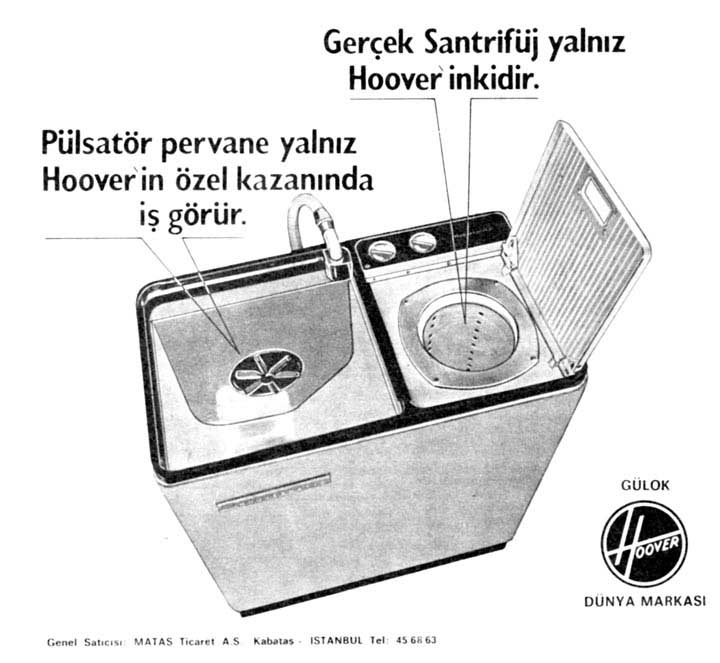 Gerçek Santrifüj yalnız
Hoover'inkidir.
Pülsatör pervane yalnız
Hoover'in özel kazanında
iş görür.
GÜLOK
HOOVER
DÜNYA MARKASI
Genel Satıcısı: MATAŞ Ticaret A.Ş. Kabataş - ISTANBUL Tel: 45 68 63